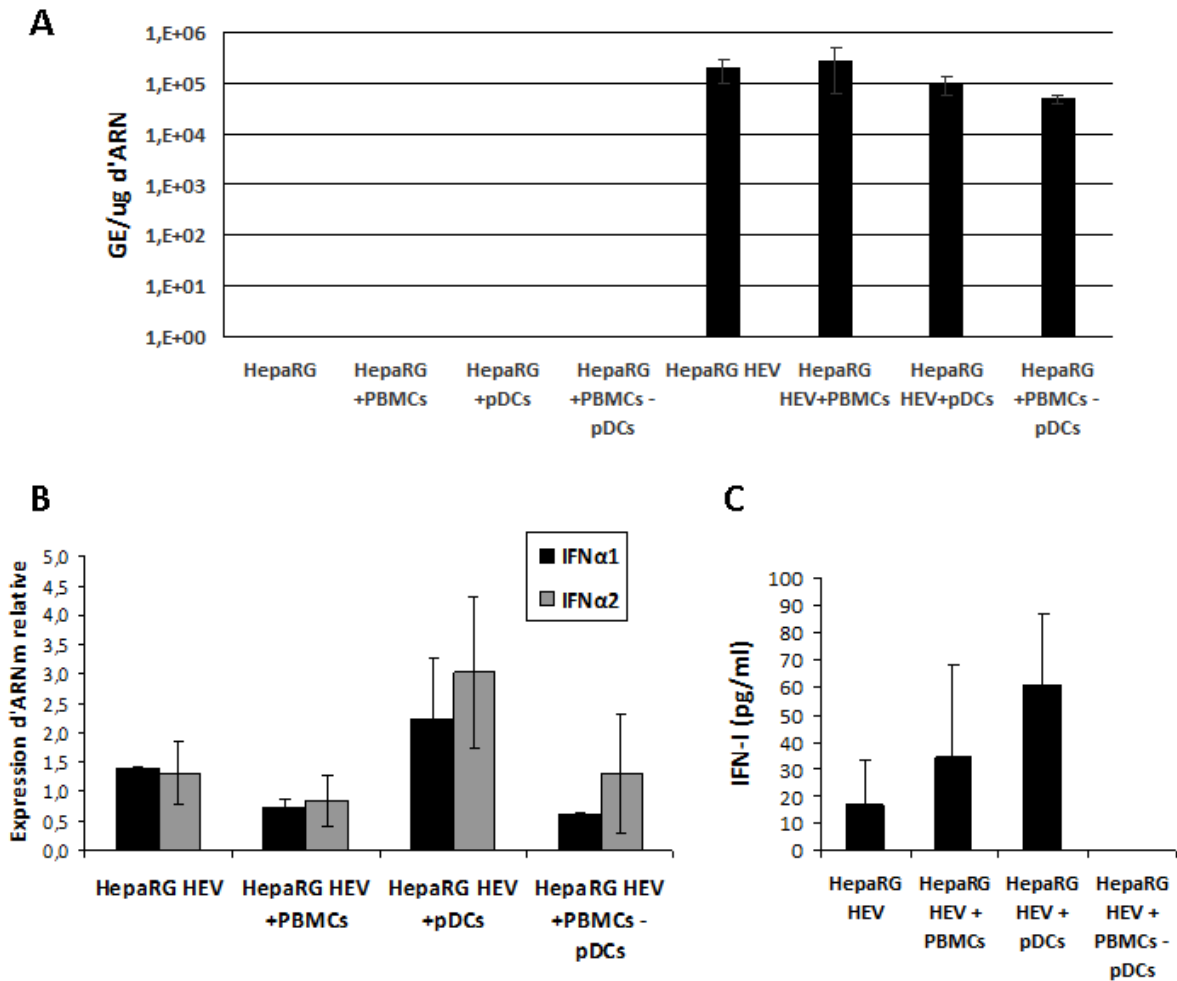 A
1,E+06
1,E+05
1,E+04
1,E+03
1,E+02
1,E+01
1,E+00
GE/ug d'ARN
HepaRG
HepaRG
+PBMCs
HepaRG
+pDCs
HepaRG
+PBMCs -
pDCs
HepaRG HEV
HepaRG
HEV+PBMCs
HepaRG
HEV+pDCs
HepaRG
+PBMCs -
pDCs
B
5,0
4,5
4,0
3,5
3,0
2,5
2,0
1,5
1,0
0,5
0,0
Expression d'ARNm relative
IFNα1
IFNα2
HepaRG HEV
HepaRG HEV
+PBMCs
HepaRG HEV
+pDCs
HepaRG HEV
+PBMCs -
pDCs
C
100
90
80
70
60
50
40
30
20
10
0
IFN-I (pg/ml)
HepaRG
HEV
HepaRG
HEV +
PBMCs
HepaRG
HEV +
pDCs
HepaRG
HEV +
PBMCs -
pDCs